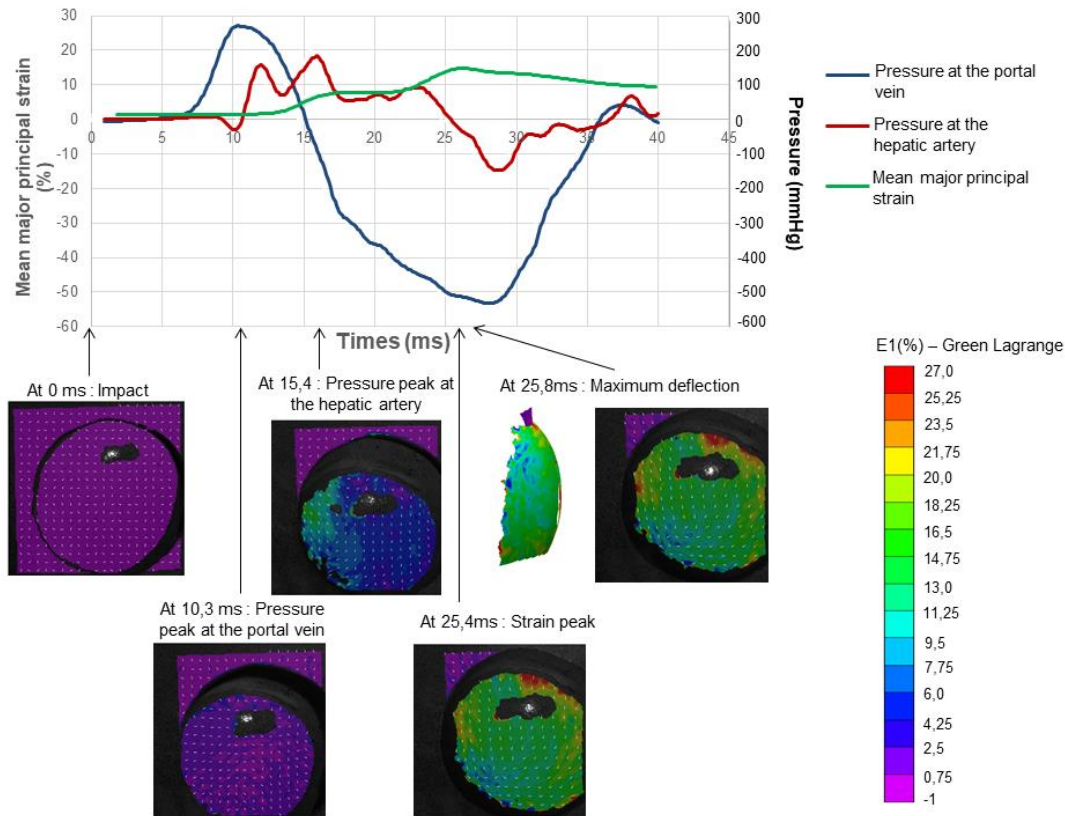 30
20
10
0
-10
-20
-30
-40
-50
-60
Mean major principal strain
(%)
0
5
10
15
20
25
30
35
40
45
Times (ms)
300
200
100
0
-100
-200
-300
-400
-500
-600
Pressure (mmHg)
Pressure at the portal
vein
Pressure at the
hepatic artery
Mean major principal
strain
At 0 ms : Impact
At 15,4 : Pressure peak at
the hepatic artery
At 25,8ms : Maximum deflection
At 10,3 ms : Pressure
peak at the portal vein
At 25,4ms : Strain peak
E1(%) – Green Lagrange
27,0
25,25
23,5
21,75
20,0
18,25
16,5
14,75
13,0
11,25
9,5
7,75
6,0
4,25
2,5
0,75
-1